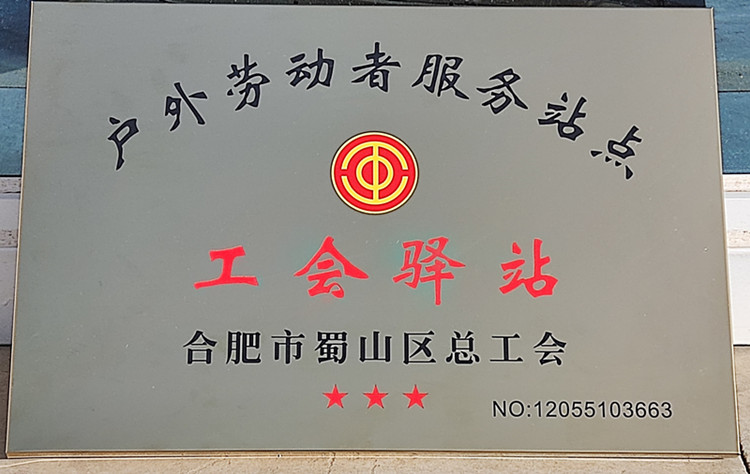 户外劳动者服务站点
工会驿站
合肥市蜀山区总工会
★★★
NO:12055103663